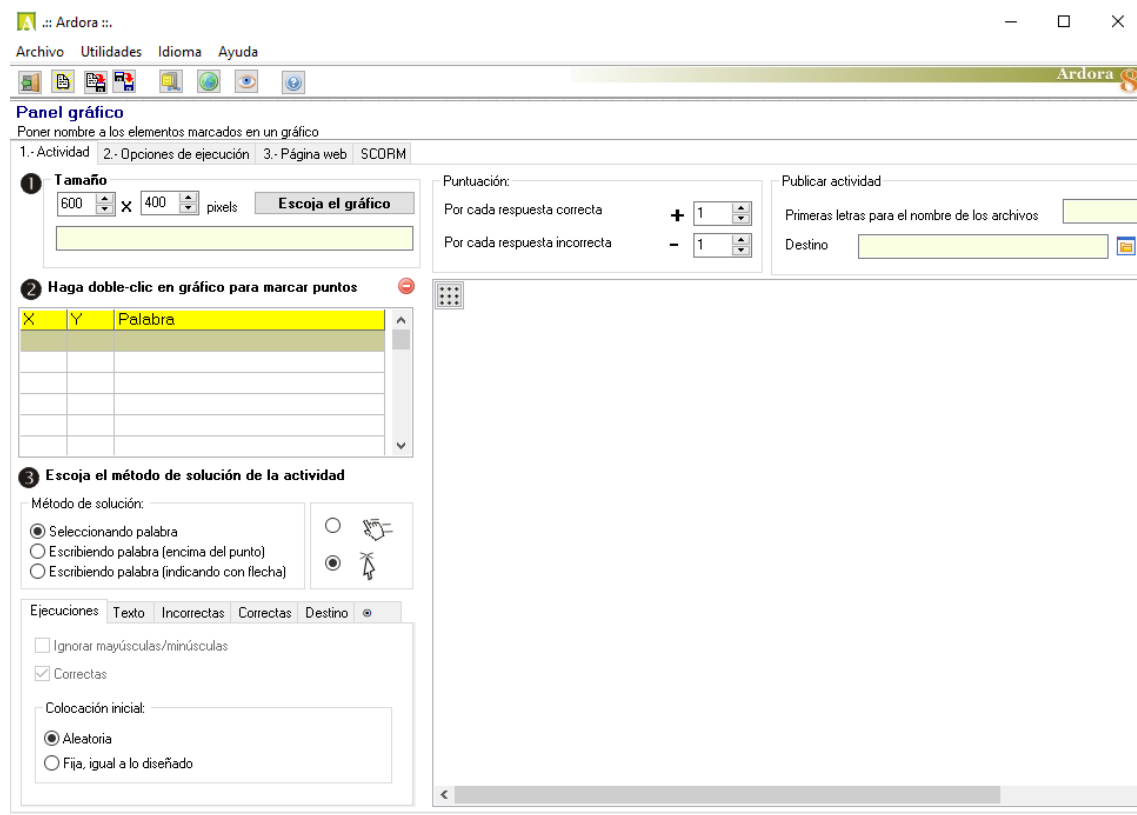 .:: Ardora ::.
Archivo Utilidades Idioma Ayuda
Ardora 8
Panel gráfico
Poner nombre a los elementos marcados en un gráfico
1.- Actividad 2.- Opciones de ejecución 3.- Página web SCORM
1 Tamaño
600 X 400 pixels Escoja el gráfico
Puntuación:
Por cada respuesta correcta + 1
Por cada respuesta incorrecta - 1
Publicar actividad
Primeras letras para el nombre de los archivos
Destino
2 Haga doble-clic en gráfico para marcar puntos
X Y Palabra
3 Escoja el método de solución de la actividad
Método de solución:
Seleccionando palabra
Escribiendo palabra (encima del punto)
Escribiendo palabra (indicando con flecha)
Ejecuciones Texto Incorrectas Correctas Destino
Ignorar mayúsculas/minúsculas
Correctas
Colocación inicial:
Aleatoria
Fija, igual a lo diseñado